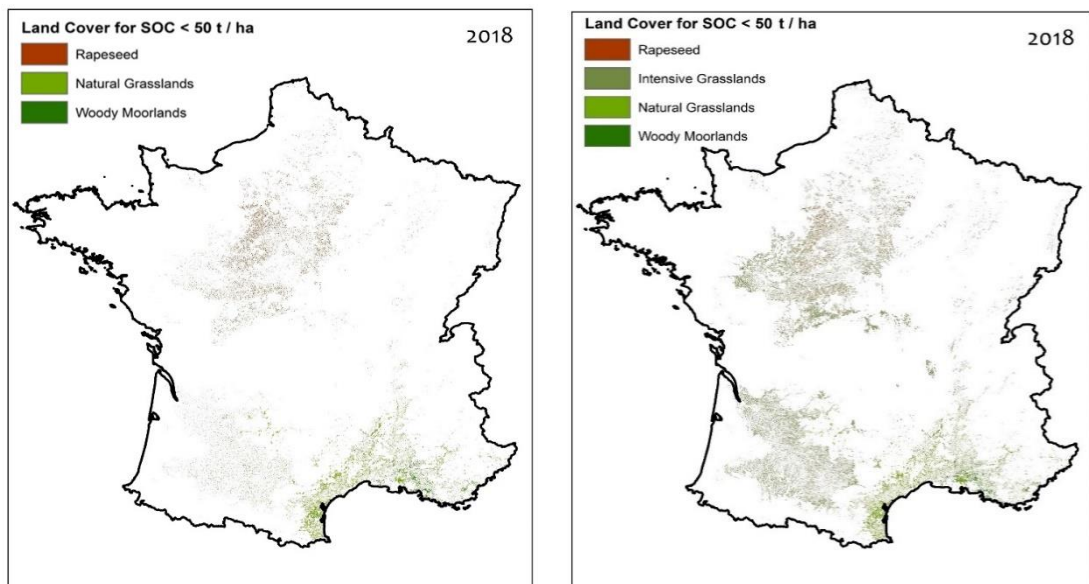 Land Cover for SOC < 50 t / ha
2018
Rapeseed
Natural Grasslands
Woody Moorlands
Land Cover for SOC < 50 t / ha
2018
Rapeseed
Intensive Grasslands
Natural Grasslands
Woody Moorlands